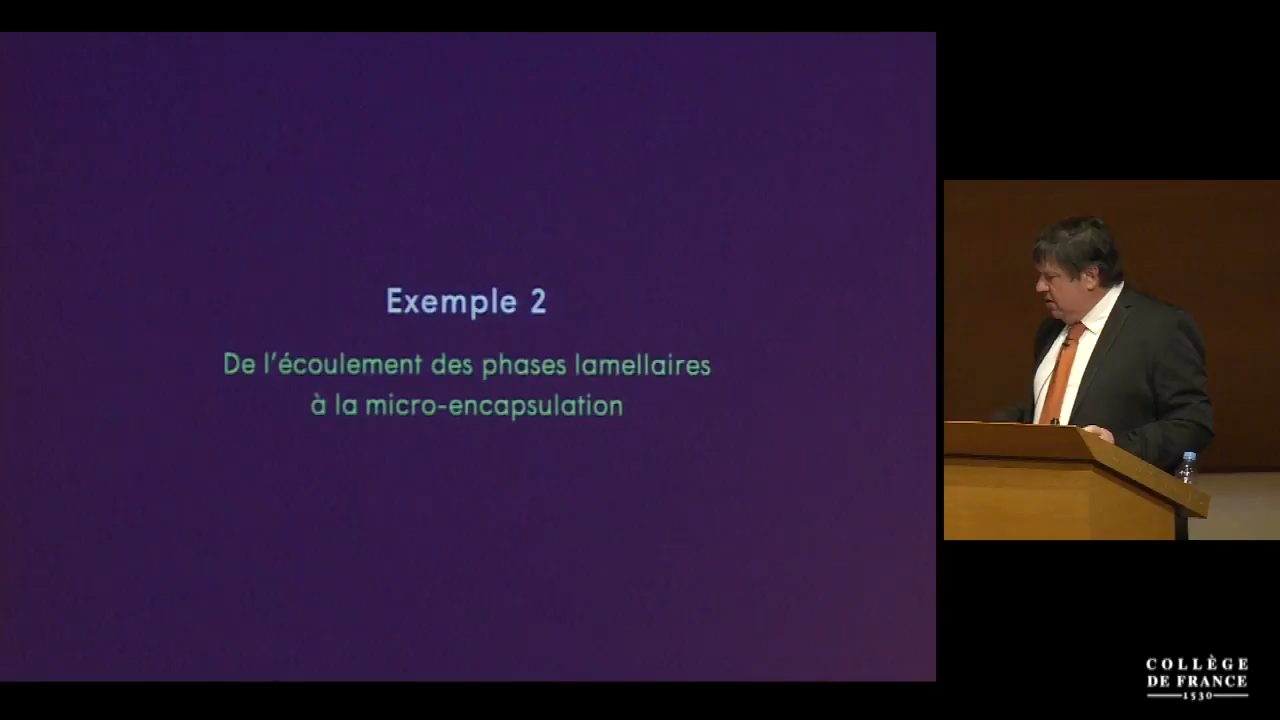 Exemple 2
De l'écoulement des phases lamellaires
à la micro-encapsulation
COLLÈGE
DE FRANCE
1530